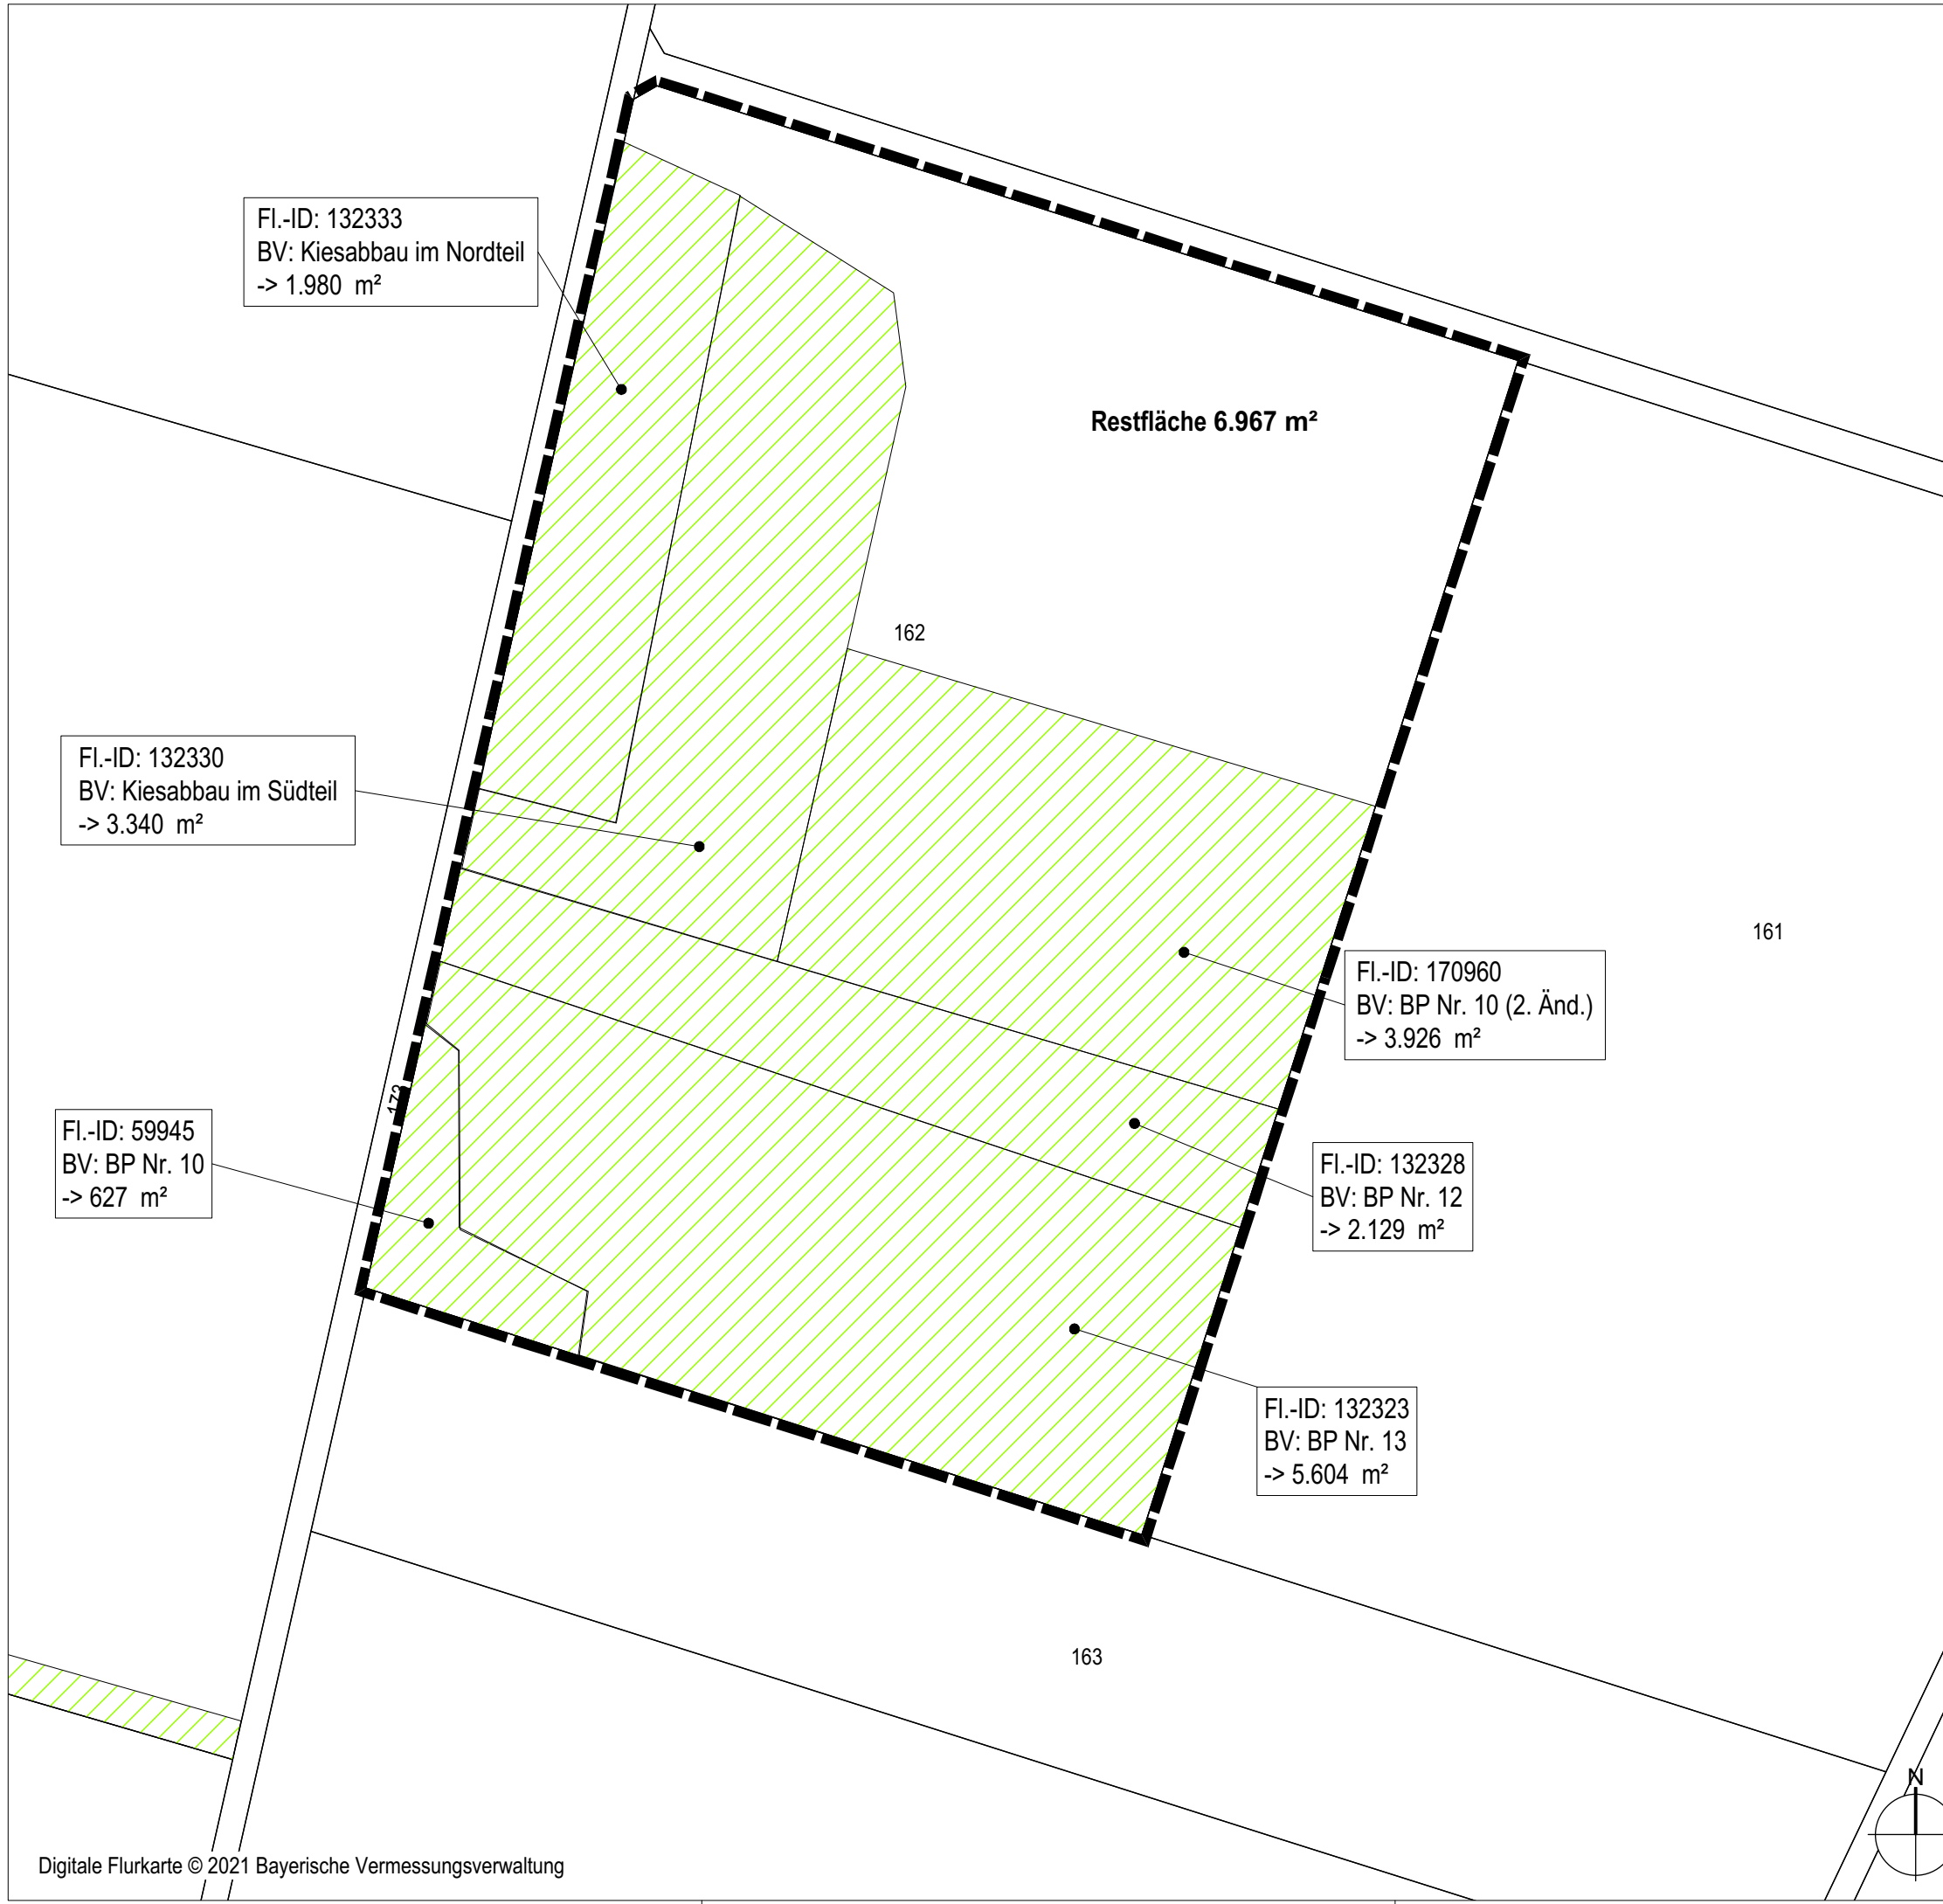 Fl.-ID: 132333
BV: Kiesabbau im Nordteil
-> 1.980 m²
Restfläche 6.967 m²
162
Fl.-ID: 132330
BV: Kiesabbau im Südteil
-> 3.340 m²
161
Fl.-ID: 170960
BV: BP Nr. 10 (2. Änd.)
-> 3.926 m²
172
Fl.-ID: 59945
BV: BP Nr. 10
-> 627 m²
Fl.-ID: 132328
BV: BP Nr. 12
-> 2.129 m²
Fl.-ID: 132323
BV: BP Nr. 13
-> 5.604 m²
163
N
Digitale Flurkarte © 2021 Bayerische Vermessungsverwaltung